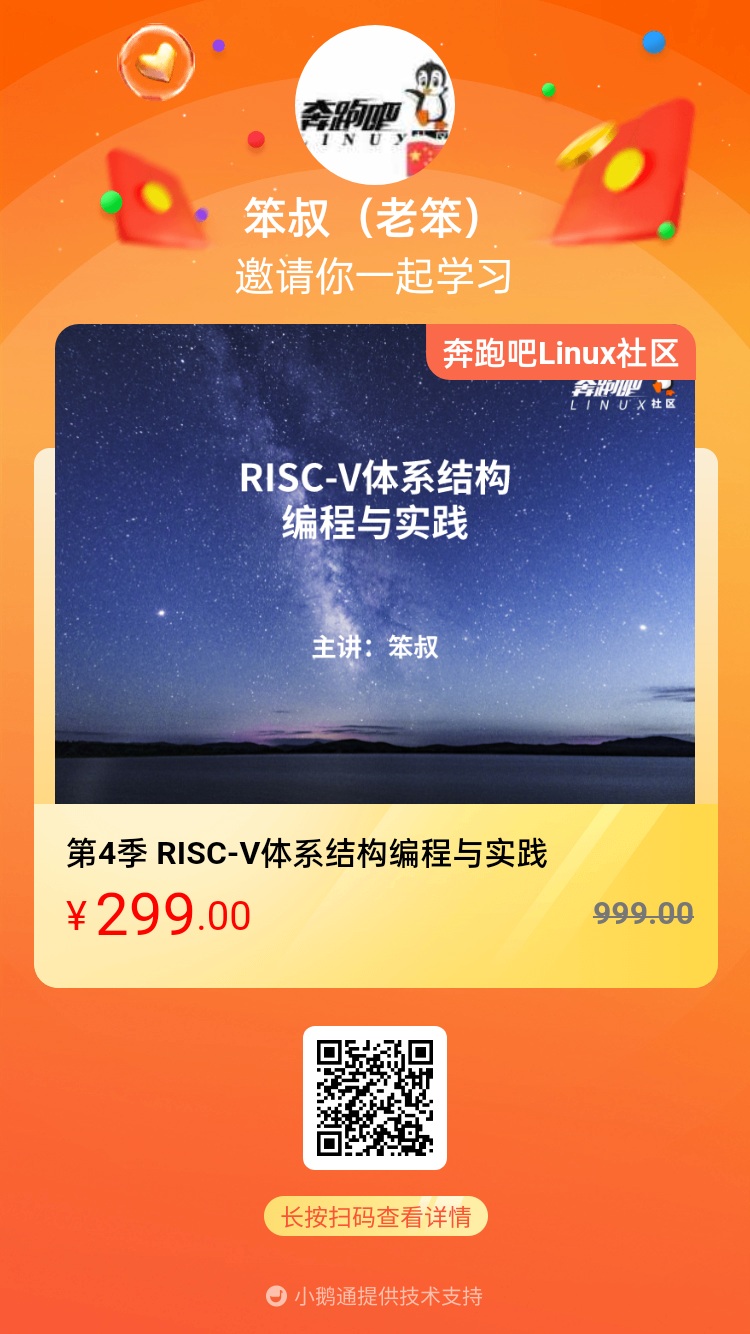 奔跑吧
LINUX
笨叔（老笨）
邀请你一起学习
奔跑吧Linux社区
奔跑吧
LINUX社区
RISC-V体系结构
编程与实践
主讲：笨叔
第4季 RISC-V体系结构编程与实践
¥299.00
999.00
长按扫码查看详情
小鹅通提供技术支持